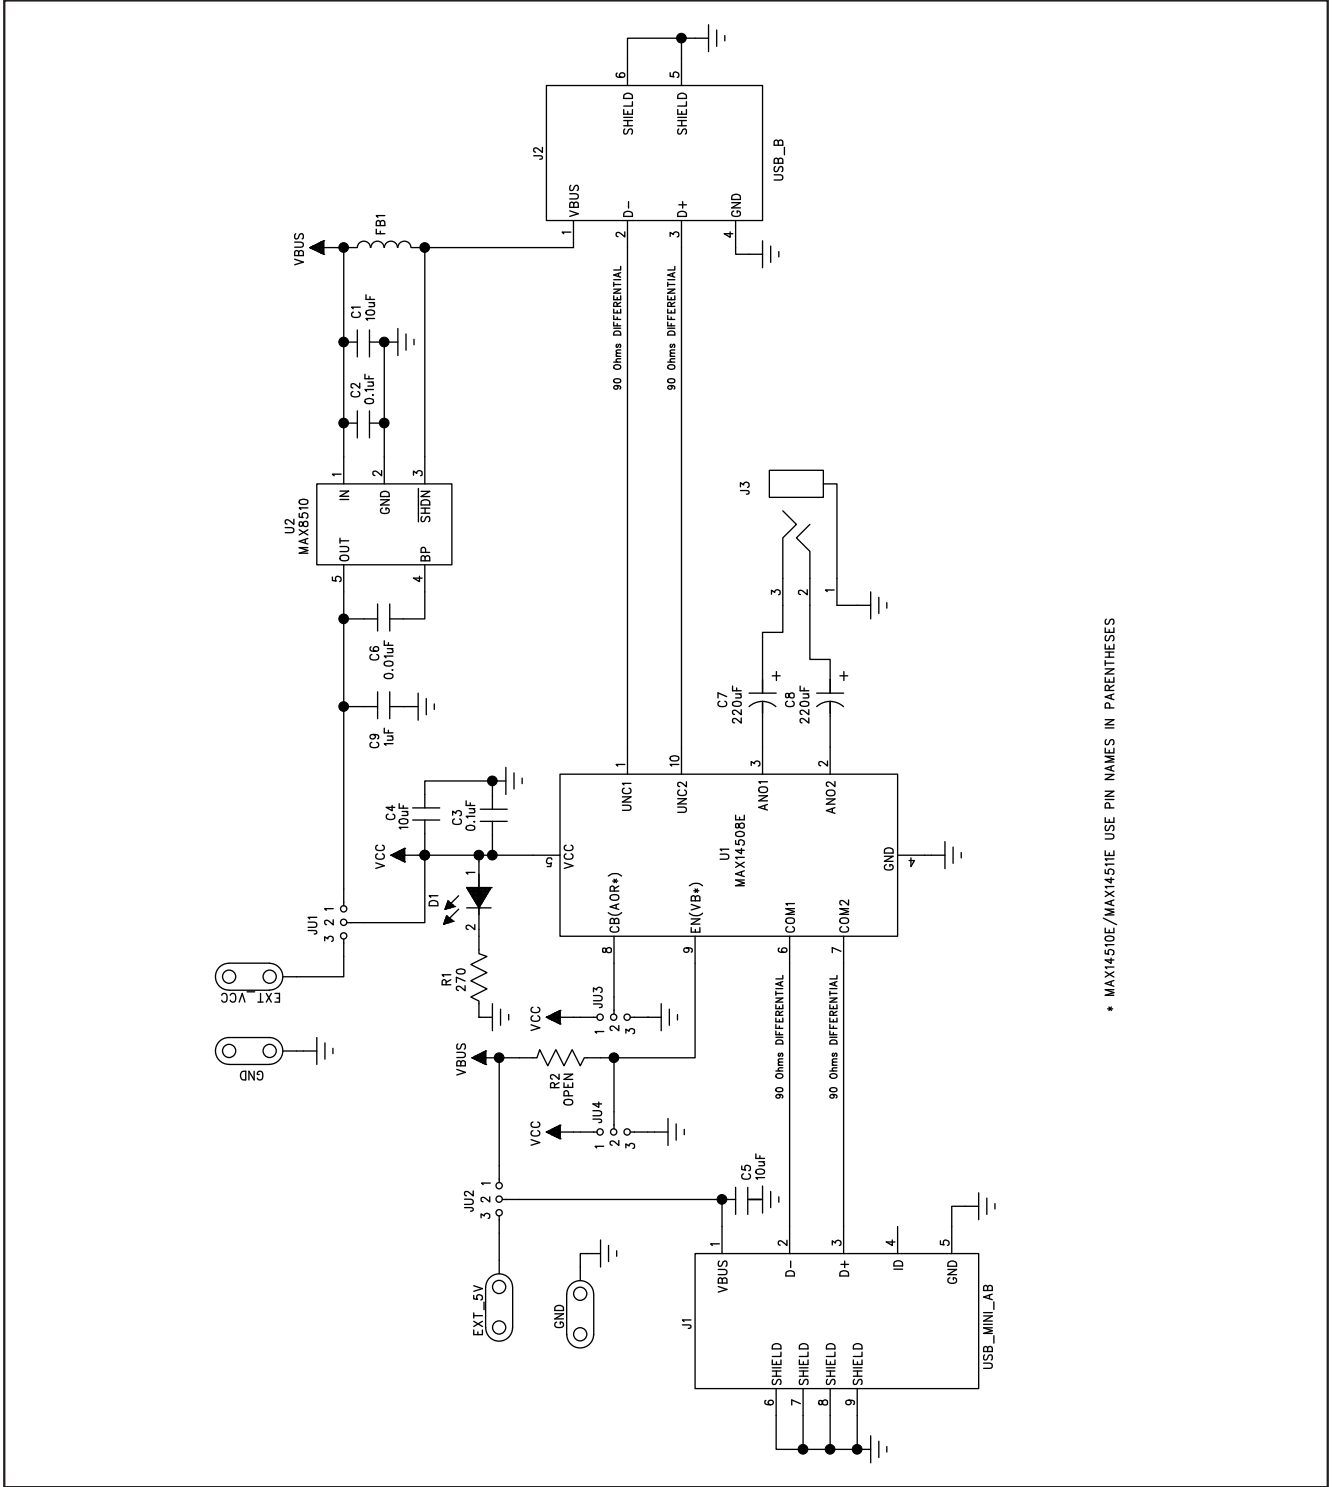 6
5
SHIELD
SHIELD
J2
USB_B
VBUS
D-
D+
GND
1
2
3
4
VBUS
FB1
C1
10uF
C2
0.1uF
90 Ohms DIFFERENTIAL
90 Ohms DIFFERENTIAL
1
2
3
IN
GND
SHDN
U2
MAX8510
OUT
BP
5
4
C6
0.01uF
C9
1uF
J3
3
2
1
C7
220uF
+
C8
220uF
+
C4
10uF
C3
0.1uF
VCC
D1
1
2
R1
270
JU1
3 2 1
EXT_VCC
GND
5
1
10
3
2
VCC
UNC1
UNC2
ANO1
ANO2
U1
MAX14508E
GND
4
CB(AOR*)
EN(VB*)
COM1
COM2
8
9
6
7
VCC
JU3
1
2
3
VBUS
R2
OPEN
VCC
JU4
1
2
3
90 Ohms DIFFERENTIAL
90 Ohms DIFFERENTIAL
JU2
3 2 1
EXT_5V
GND
C5
10uF
1
2
3
4
5
VBUS
D-
D+
ID
GND
J1
USB_MINI_AB
SHIELD
SHIELD
SHIELD
SHIELD
6
7
8
9
* MAX14510E/MAX14511E USE PIN NAMES IN PARENTHESES